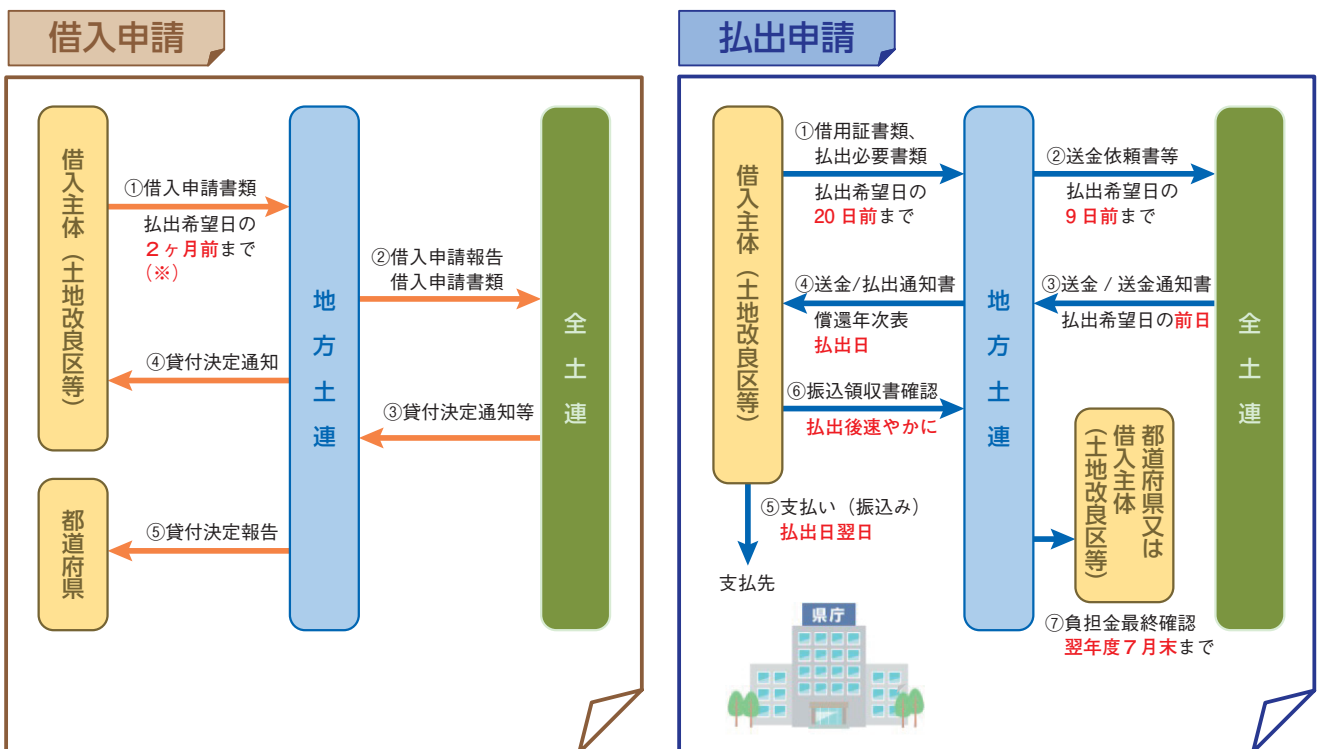 借入申請
借入主体（土地改良区等）
都道府県
地方土連
全土連
①借入申請書類
払出希望日の
２ヶ月前まで
（※）
②借入申請報告
借入申請書類
③貸付決定通知等
④貸付決定通知
⑤貸付決定報告
払出申請
借入主体（土地改良区等）
地方土連
全土連
①借用証書類、
払出必要書類
払出希望日の
20 日前まで
②送金依頼書等
払出希望日の
9 日前まで
③送金 / 送金通知書
払出希望日の前日
④送金/払出通知書
償還年次表
払出日
⑥振込領収書確認
払出後速やかに
⑤支払い（振込み）
払出日翌日
支払先
県庁
都道府県又は
借入主体
（土地改良区等）
⑦負担金最終確認
翌年度７月末まで